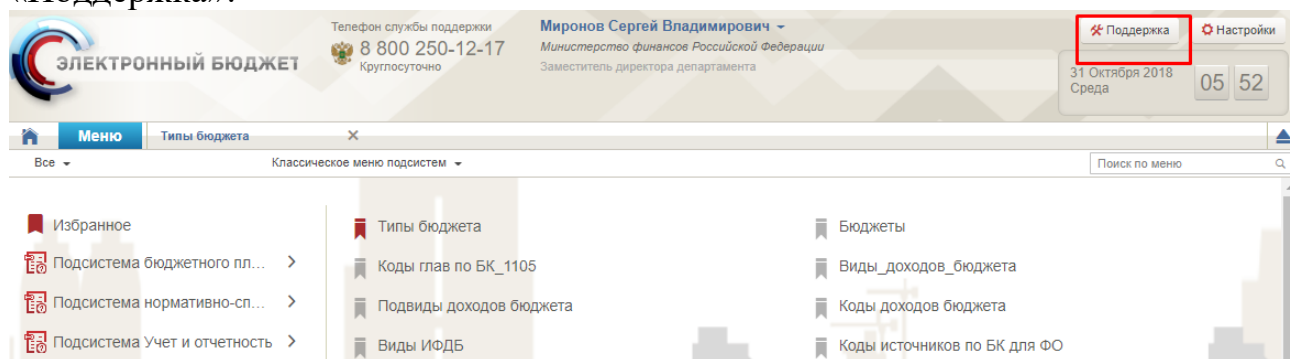 «Поддержка».
Телефон службы поддержки
8 800 250-12-17
Круглосуточно
Миронов Сергей Владимирович
Министерство финансов Российской Федерации
Заместитель директора департамента
Поддержка
Настройки
ЭЛЕКТРОННЫЙ БЮДЖЕТ
31 Октября 2018
Среда
05 52
Меню
Типы бюджета
Все
Классическое меню подсистем
Поиск по меню
Избранное
Типы бюджета
Бюджеты
Подсистема бюджетного пл...
Коды глав по БК_1105
Виды_доходов_бюджета
Подсистема нормативно-сп...
Подвиды доходов бюджета
Коды доходов бюджета
Подсистема Учет и отчетность
Виды ИФДБ
Коды источников по БК для ФО